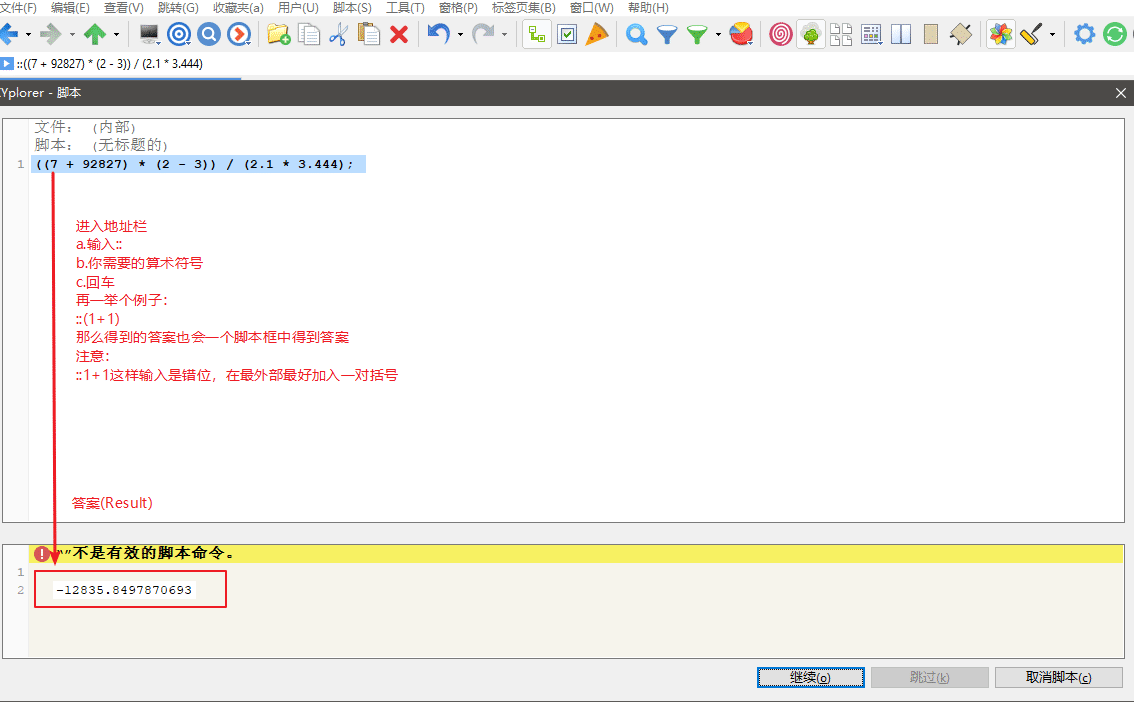 文件(F) 编辑(E) 查看(V) 跳转(G) 收藏夹(a) 用户(U) 脚本(S) 工具(T) 窗格(P) 标签页集(B) 窗口(W) 帮助(H)
::((7 + 92827) * (2 - 3)) / (2.1 * 3.444)
Yplorer - 脚本
文件： （内部）
脚本： （无标题的）
1 ((7 + 92827) * (2 - 3)) / (2.1 * 3.444);
进入地址栏
a.输入::
b.你需要的算术符号
c.回车
再一举个例子：
::(1+1)
那么得到的答案也会一个脚本框中得到答案
注意：
::1+1这样输入是错位，在最外部最好加入一对括号
答案(Result)
“”不是有效的脚本命令。
1
2 -12835.8497870693
继续(o) 跳过(k) 取消脚本(c)